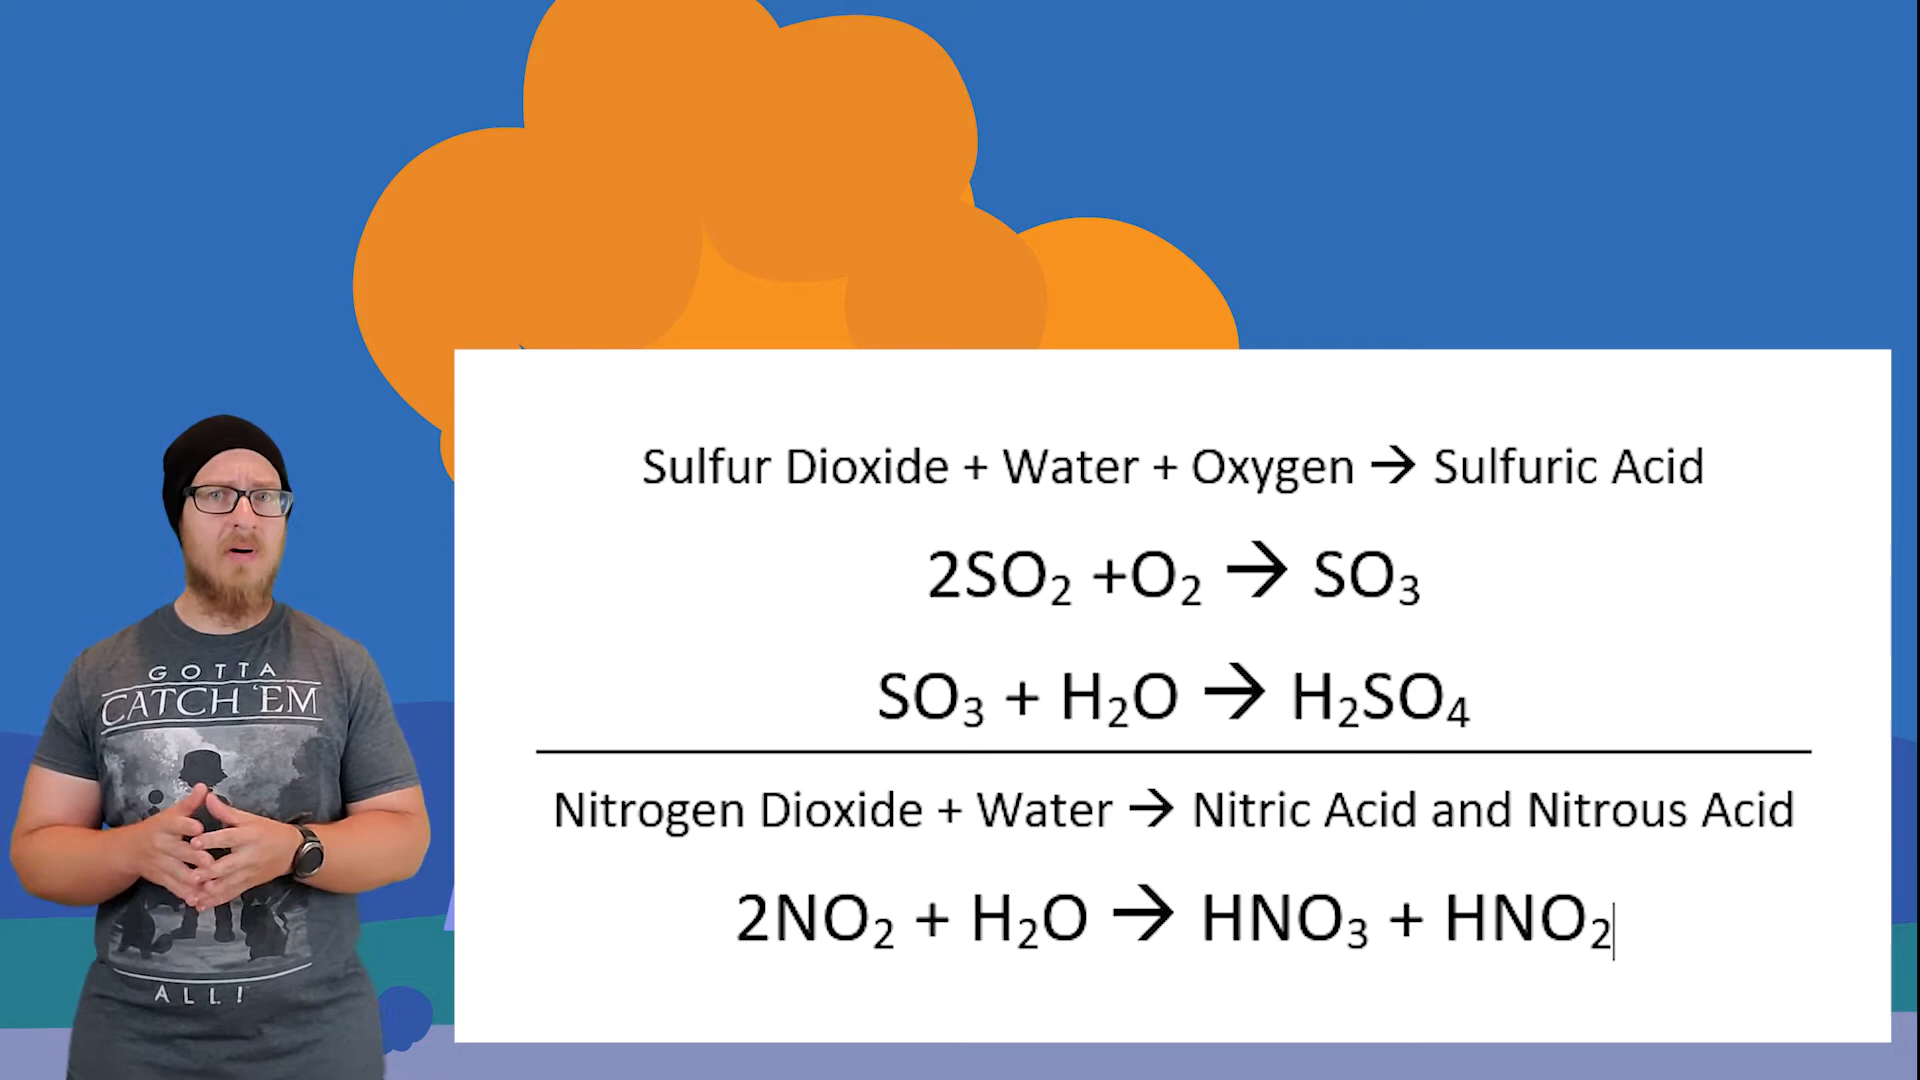 GOTTA
CATCH 'EM
ALL!
Sulfur Dioxide + Water + Oxygen → Sulfuric Acid
2SO₂ +O₂ → SO₃
SO₃ + H₂O → H₂SO₄
Nitrogen Dioxide + Water → Nitric Acid and Nitrous Acid
2NO₂ + H₂O → HNO₃ + HNO₂